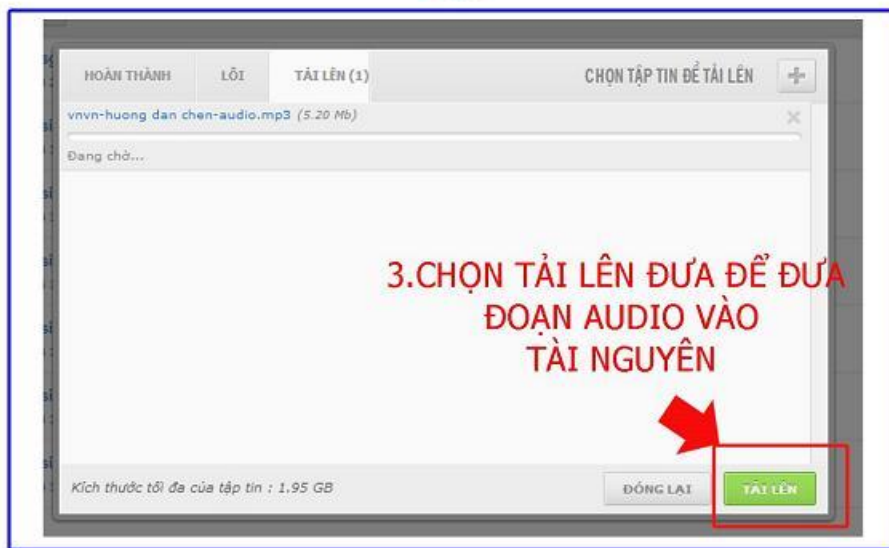 HOÀN THÀNH LỖI TẢI LÊN (1) CHỌN TẬP TIN ĐỂ TẢI LÊN
vnvn-huong dan chen-audio.mp3 (5.20 Mb)
Đang chờ...
3.CHỌN TẢI LÊN ĐƯA ĐỂ ĐƯA
ĐOẠN AUDIO VÀO
TÀI NGUYÊN
Kích thước tối đa của tập tin : 1.95 GB ĐÓNG LẠI TẢI LÊN